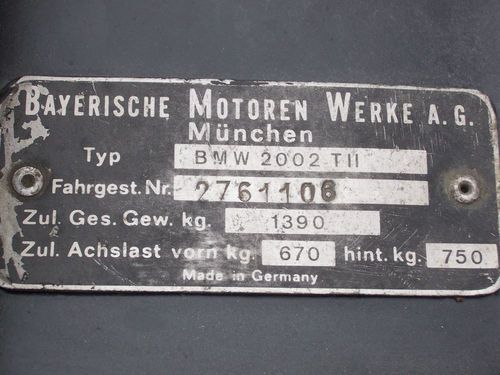 BAYERISCHE MOTOREN WERKE A.G.
München
Typ BMW 2002 TII
Fahrgest. Nr. 2761106
Zul. Ges. Gew. kg. 1390
Zul. Achslast vorn kg. 670 hint. kg. 750
Made in Germany